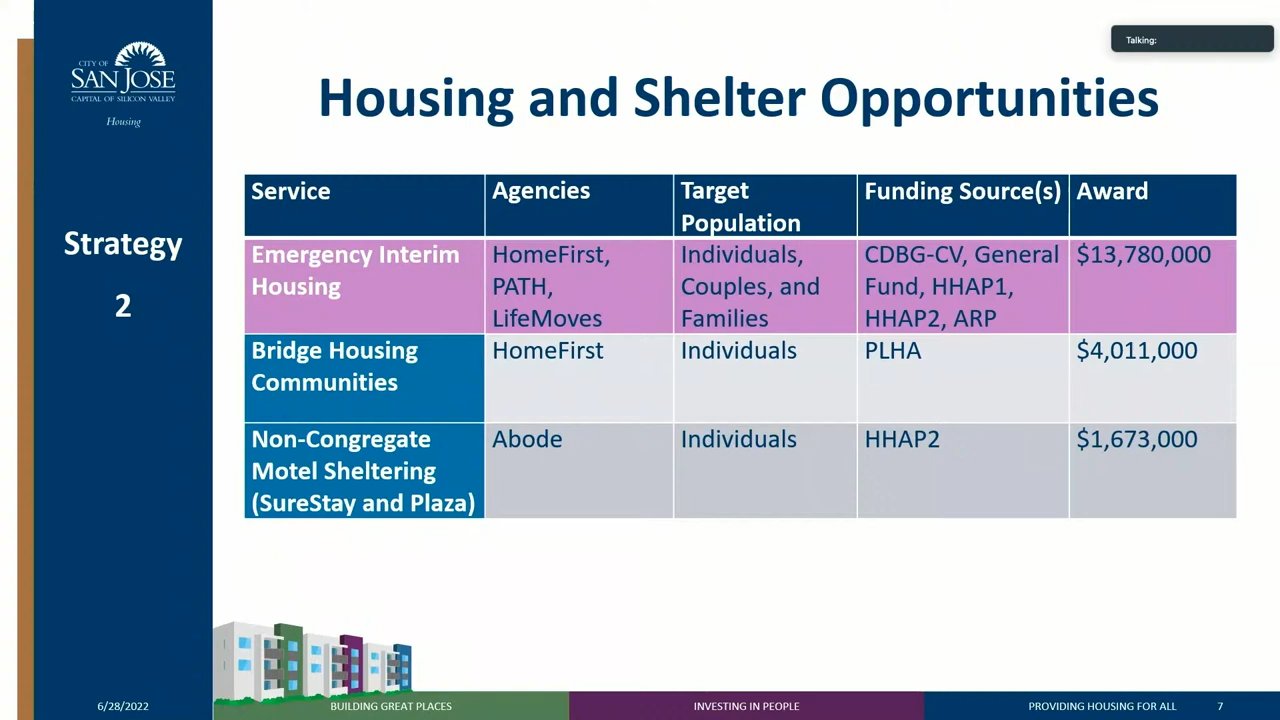 Talking:
CITY OF
SAN JOSE
CAPITAL OF SILICON VALLEY
Housing
Strategy
2
Housing and Shelter Opportunities
Service
Agencies
Target
Population
Funding Source(s)
Award
Emergency Interim
Housing
HomeFirst,
PATH,
LifeMoves
Individuals,
Couples, and
Families
CDBG-CV, General
Fund, HHAP1,
HHAP2, ARP
$13,780,000
Bridge Housing
Communities
HomeFirst
Individuals
PLHA
$4,011,000
Non-Congregate
Motel Sheltering
(SureStay and Plaza)
Abode
Individuals
HHAP2
$1,673,000
6/28/2022
BUILDING GREAT PLACES
INVESTING IN PEOPLE
PROVIDING HOUSING FOR ALL
7